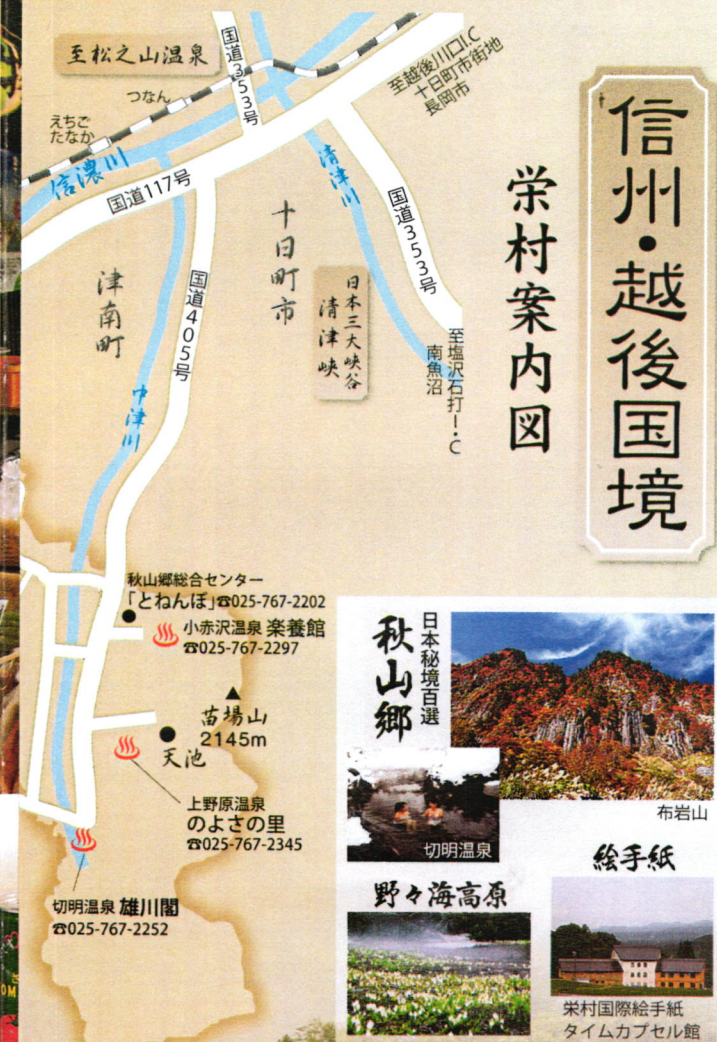 信州・越後国境
栄村案内図
至松之山温泉
国道353号
至越後川口I.C
十日町市街地
長岡市
つなん
えちご
たなか
信濃川
国道117号
清津川
国道353号
十日町市
津南町
国道405号
日本三大峡谷
清津峡
至塩沢石打I・C
南魚沼
中津川
秋山郷総合センター
「とねんぼ」☎025-767-2202
小赤沢温泉 楽養館
☎025-767-2297
苗場山
2145m
天池
上野原温泉
のよさの里
☎025-767-2345
切明温泉 雄川閣
☎025-767-2252
日本秘境百選
秋山郷
布岩山
切明温泉
野々海高原
絵手紙
栄村国際絵手紙
タイムカプセル館